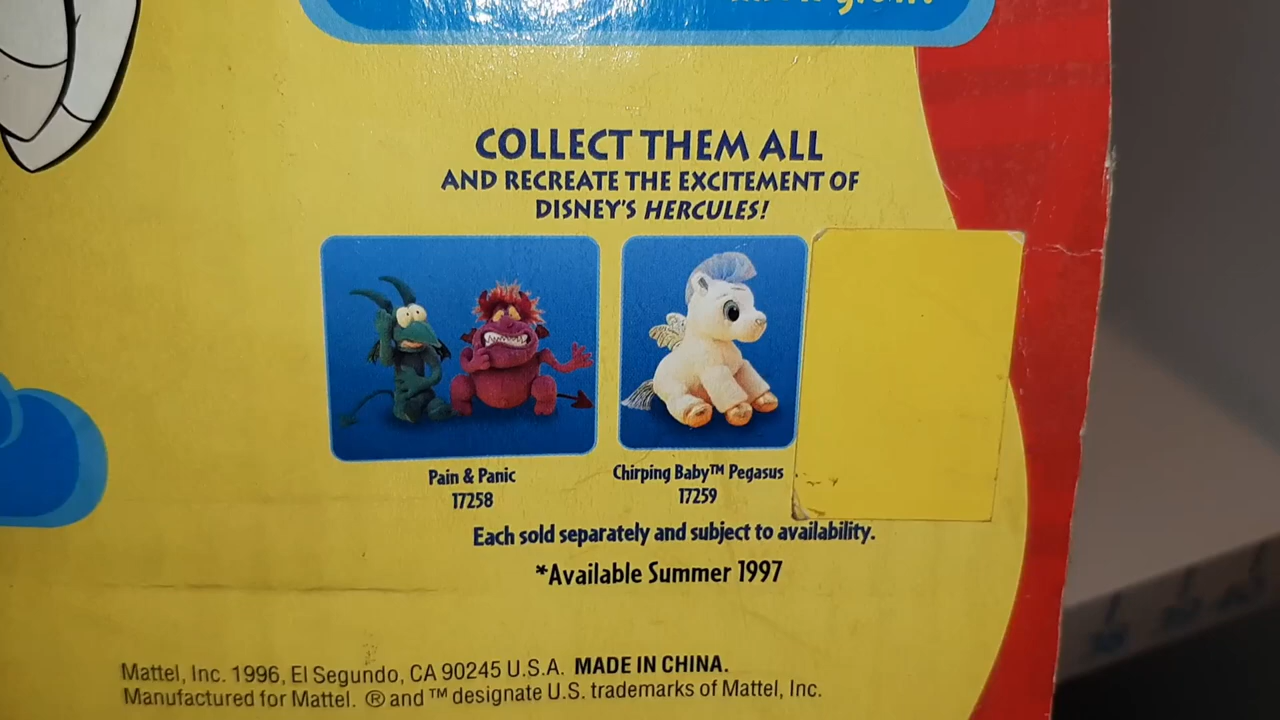 COLLECT THEM ALL
AND RECREATE THE EXCITEMENT OF
DISNEY'S HERCULES!
Pain & Panic
17258
Chirping Baby™ Pegasus
17259
Each sold separately and subject to availability.
*Available Summer 1997
Mattel, Inc. 1996, El Segundo, CA 90245 U.S.A. MADE IN CHINA.
Manufactured for Mattel. ® and ™ designate U.S. trademarks of Mattel, Inc.